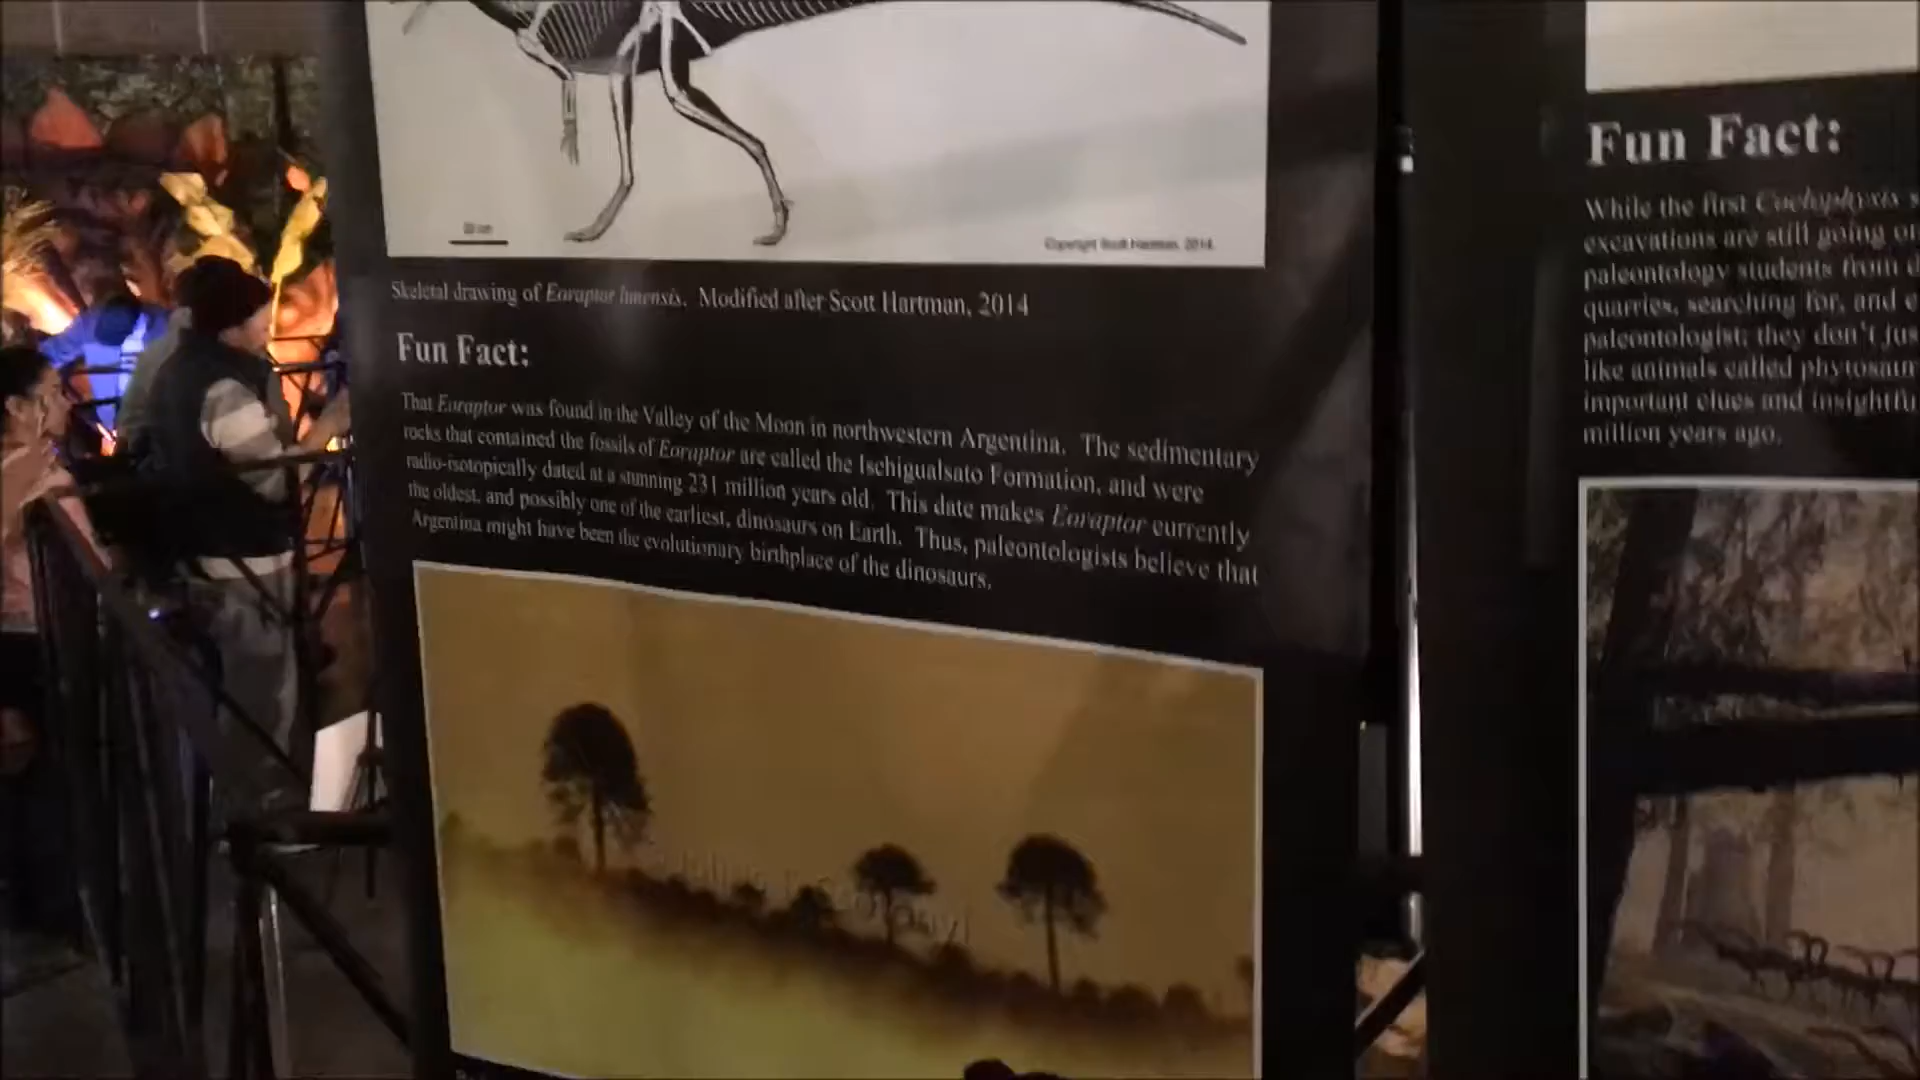 Copyright Scott Hartman, 2014.
Skeletal drawing of Eoraptor lunensis. Modified after Scott Hartman, 2014
Fun Fact:
That Eoraptor was found in the Valley of the Moon in northwestern Argentina. The sedimentary
rocks that contained the fossils of Eoraptor are called the Ischigualsato Formation, and were
radio-isotopically dated at a stunning 231 million years old. This date makes Eoraptor currently
the oldest, and possibly one of the earliest, dinosaurs on Earth. Thus, paleontologists believe that
Argentina might have been the evolutionary birthplace of the dinosaurs.
Fun Fact:
While the first Coelophysis
excavations are still going
paleontology students from
quarries, searching for, and
paleontologist; they don't
like animals called
important clues and
million years ago.